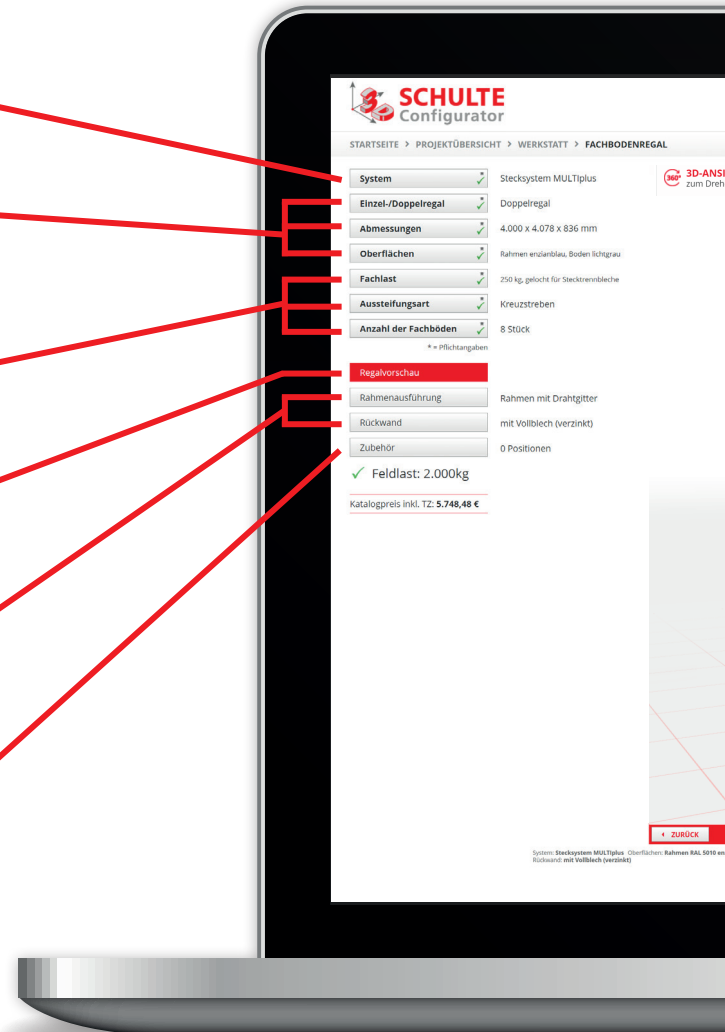 3D
SCHULTE
Configurator
STARTSEITE > PROJEKTÜBERSICHT > WERKSTATT > FACHBODENREGAL
System * ✓ Stecksystem MULTIplus
360° 3D-ANSI
zum Dreh
Einzel-/Doppelregal * ✓ Doppelregal
Abmessungen * ✓ 4.000 x 4.078 x 836 mm
Oberflächen * ✓ Rahmen enzianblau, Boden lichtgrau
Fachlast * ✓ 250 kg, gelocht für Stecktrennbleche
Aussteifungsart * ✓ Kreuzstreben
Anzahl der Fachböden * ✓ 8 Stück
* = Pflichtangaben
Regalvorschau
Rahmenausführung Rahmen mit Drahtgitter
Rückwand mit Vollblech (verzinkt)
Zubehör 0 Positionen
✓ Feldlast: 2.000kg
Katalogpreis inkl. TZ: 5.748,48 €
ZURÜCK
System: Stecksystem MULTIplus Oberflächen: Rahmen RAL 5010 en
Rückwand: mit Vollblech (verzinkt)